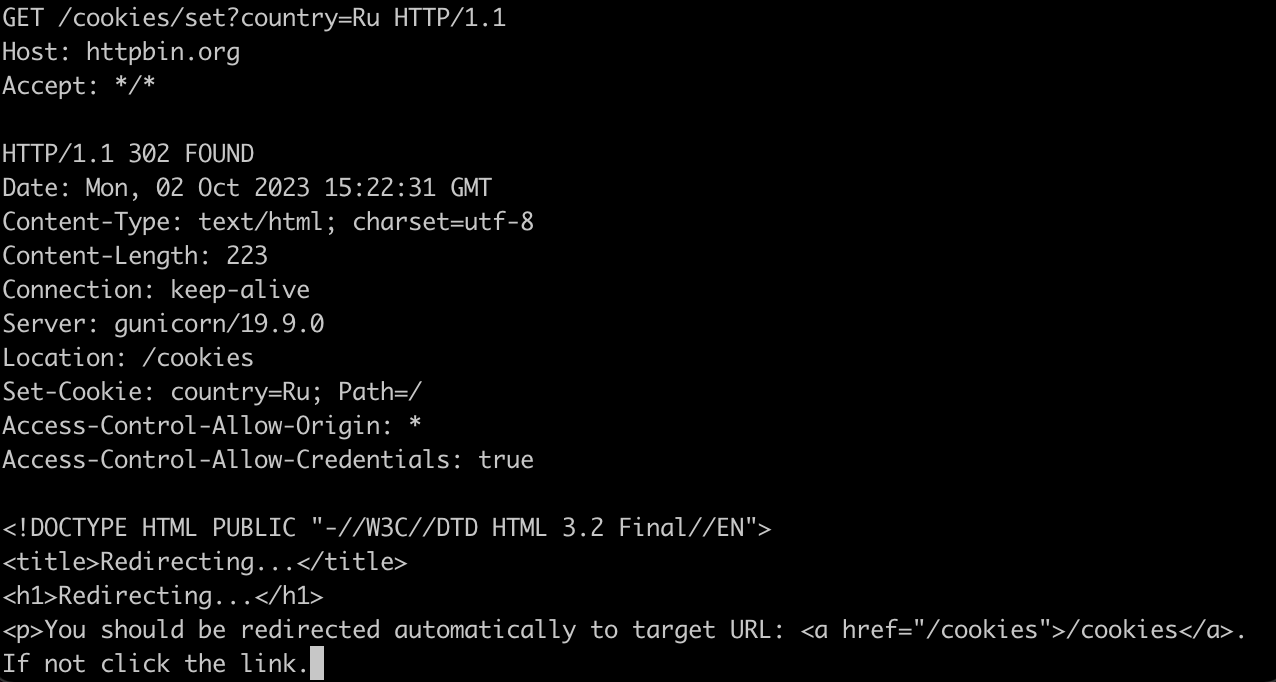 GET /cookies/set?country=Ru HTTP/1.1
Host: httpbin.org
Accept: */*

HTTP/1.1 302 FOUND
Date: Mon, 02 Oct 2023 15:22:31 GMT
Content-Type: text/html; charset=utf-8
Content-Length: 223
Connection: keep-alive
Server: gunicorn/19.9.0
Location: /cookies
Set-Cookie: country=Ru; Path=/
Access-Control-Allow-Origin: *
Access-Control-Allow-Credentials: true

<!DOCTYPE HTML PUBLIC "-//W3C//DTD HTML 3.2 Final//EN">
<title>Redirecting...</title>
<h1>Redirecting...</h1>
<p>You should be redirected automatically to target URL: <a href="/cookies">/cookies</a>.
If not click the link.